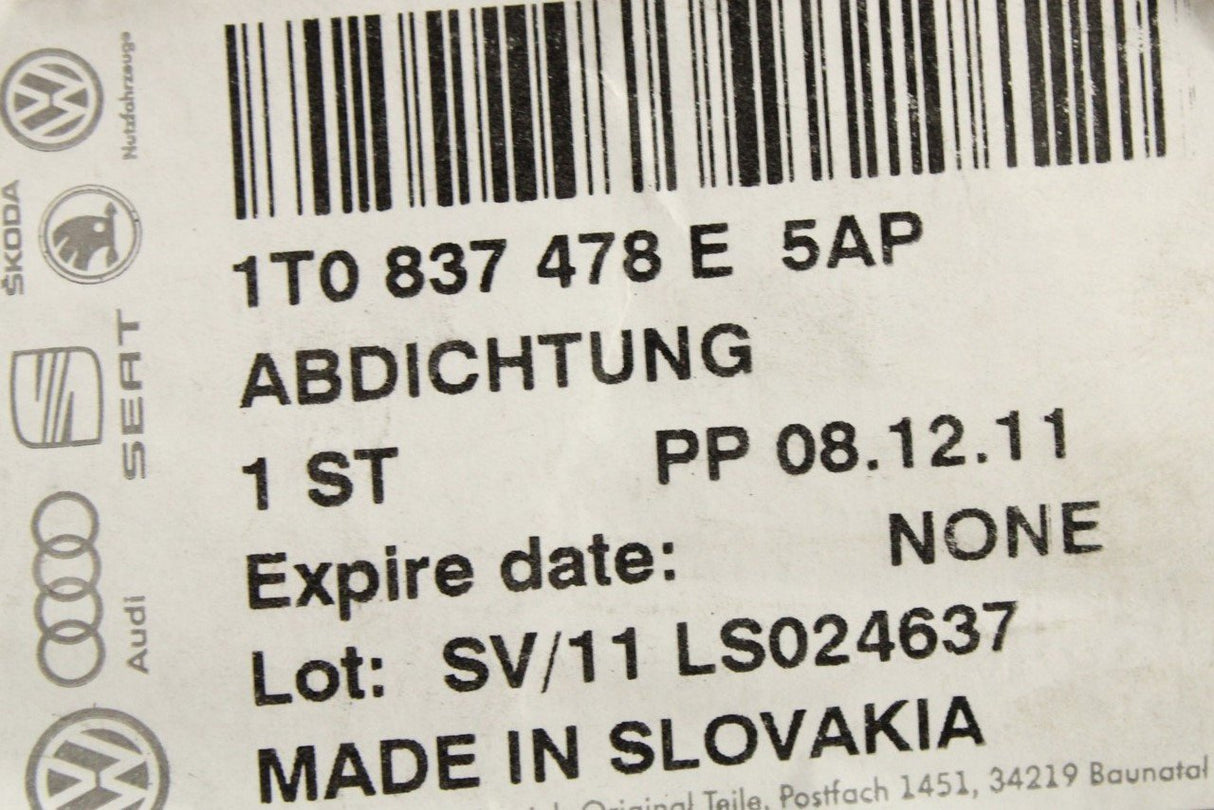 1T0 837 478 E 5AP
ABDICHTUNG
1 ST PP 08.12.11
Expire date: NONE
Lot: SV/11 LS024637
MADE IN SLOVAKIA
Original Teile, Postfach 1451, 34219 Baunatal
Nutzfahrzeuge
ŠKODA
SEAT
Audi